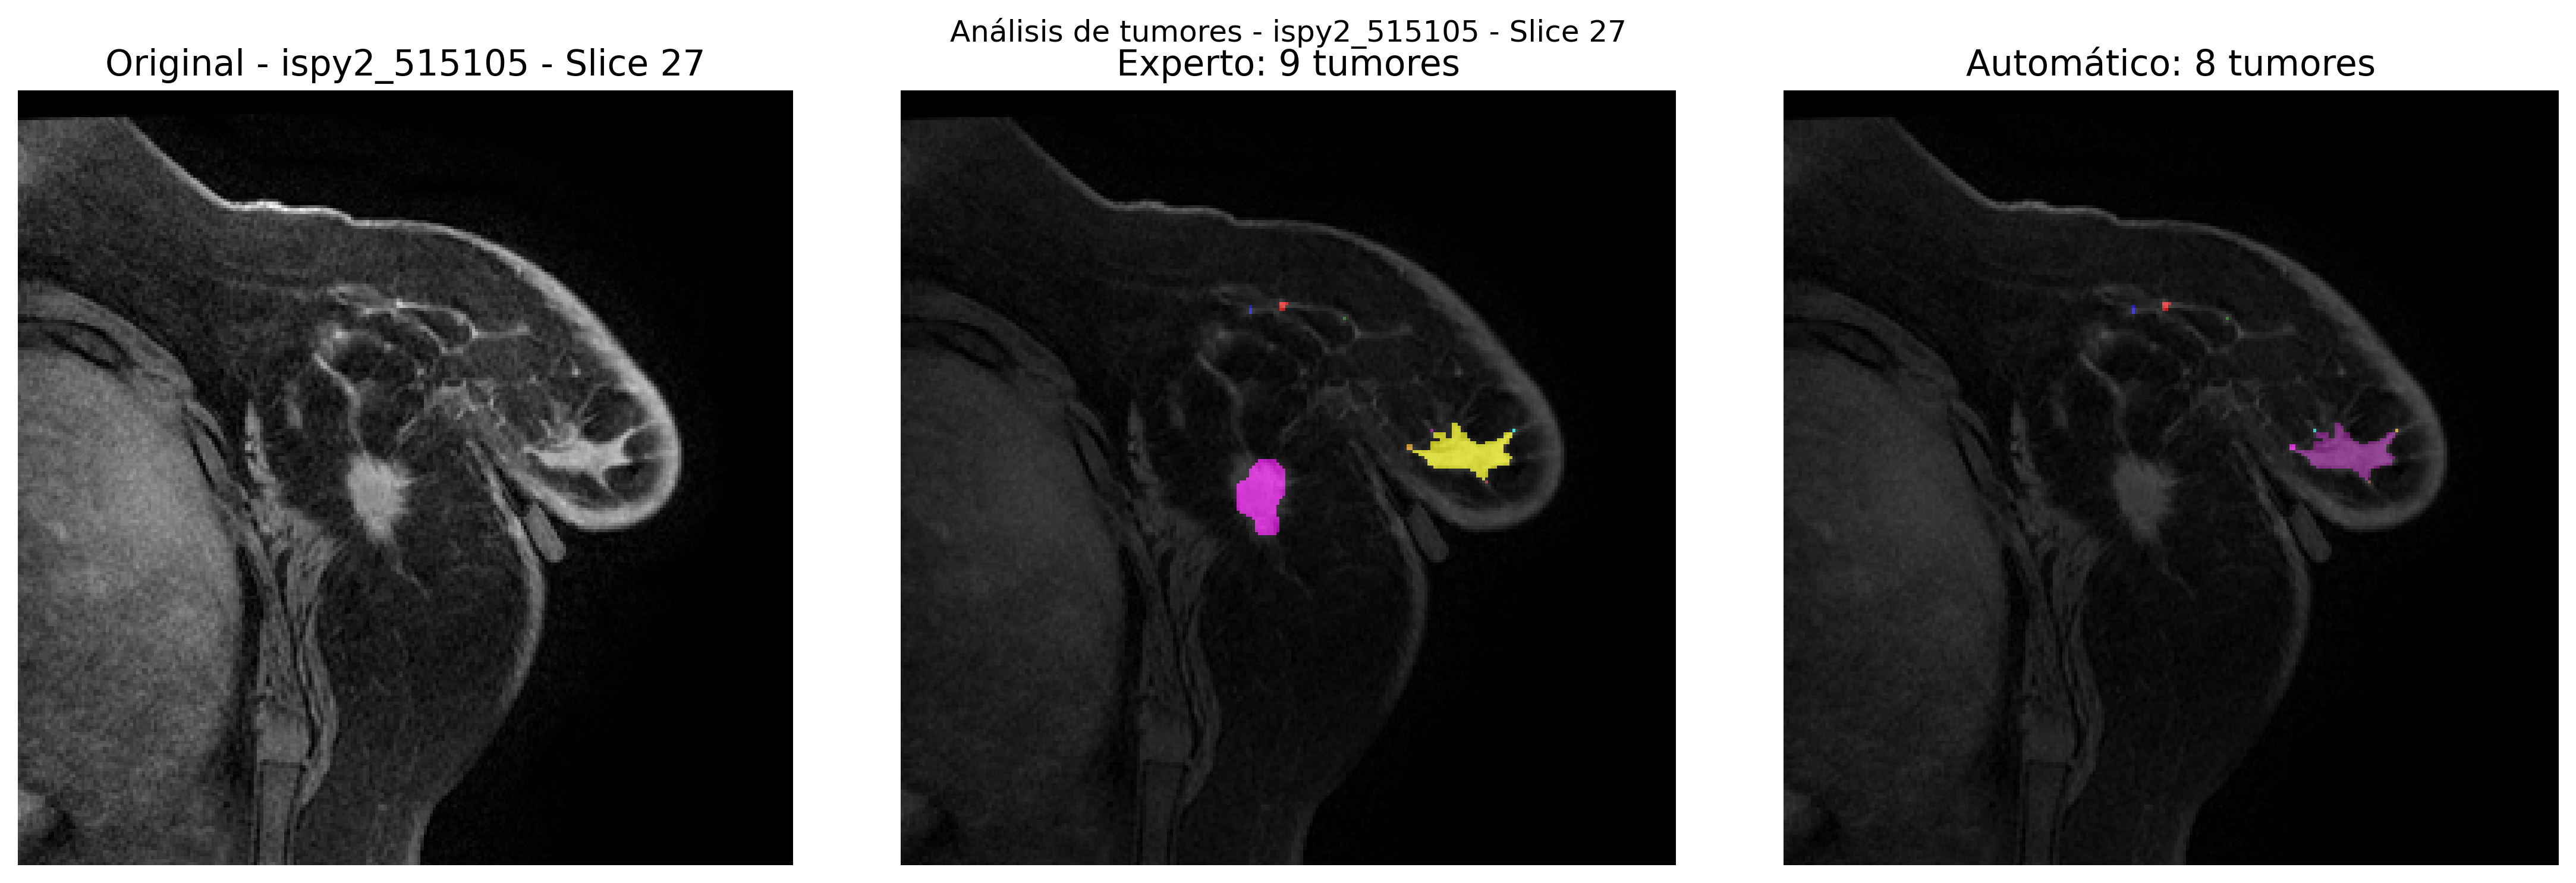 Análisis de tumores - ispy2_515105 - Slice 27
Original - ispy2_515105 - Slice 27
Experto: 9 tumores
Automático: 8 tumores